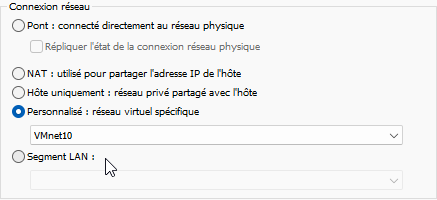 Connexion réseau
Pont : connecté directement au réseau physique
Répliquer l'état de la connexion réseau physique
NAT : utilisé pour partager l'adresse IP de l'hôte
Hôte uniquement : réseau privé partagé avec l'hôte
Personnalisé : réseau virtuel spécifique
VMnet10
Segment LAN :